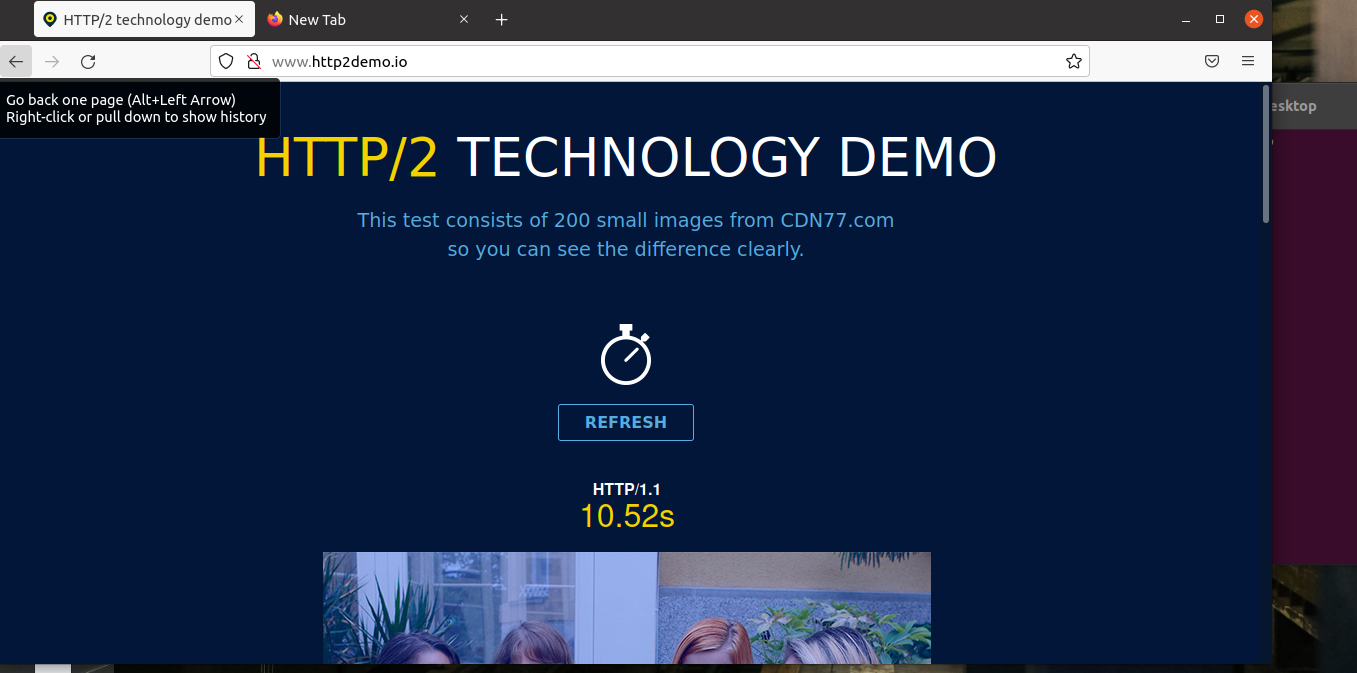 HTTP/2 technology demo
New Tab
www.http2demo.io
Go back one page (Alt+Left Arrow)
Right-click or pull down to show history
esktop
HTTP/2 TECHNOLOGY DEMO
This test consists of 200 small images from CDN77.com
so you can see the difference clearly.
REFRESH
HTTP/1.1
10.52s